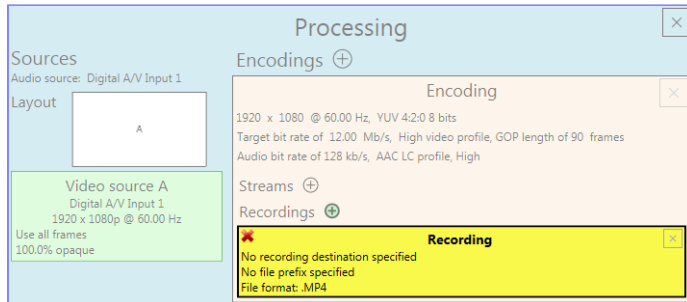 Processing
Sources
Audio source: Digital A/V Input 1
Layout
A
Video source A
Digital A/V Input 1
1920 x 1080p @ 60.00 Hz
Use all frames
100.0% opaque
Encodings
Encoding
1920 x 1080 @ 60.00 Hz, YUV 4:2:0 8 bits
Target bit rate of 12.00 Mb/s, High video profile, GOP length of 90 frames
Audio bit rate of 128 kb/s, AAC LC profile, High
Streams
Recordings
Recording
No recording destination specified
No file prefix specified
File format: .MP4